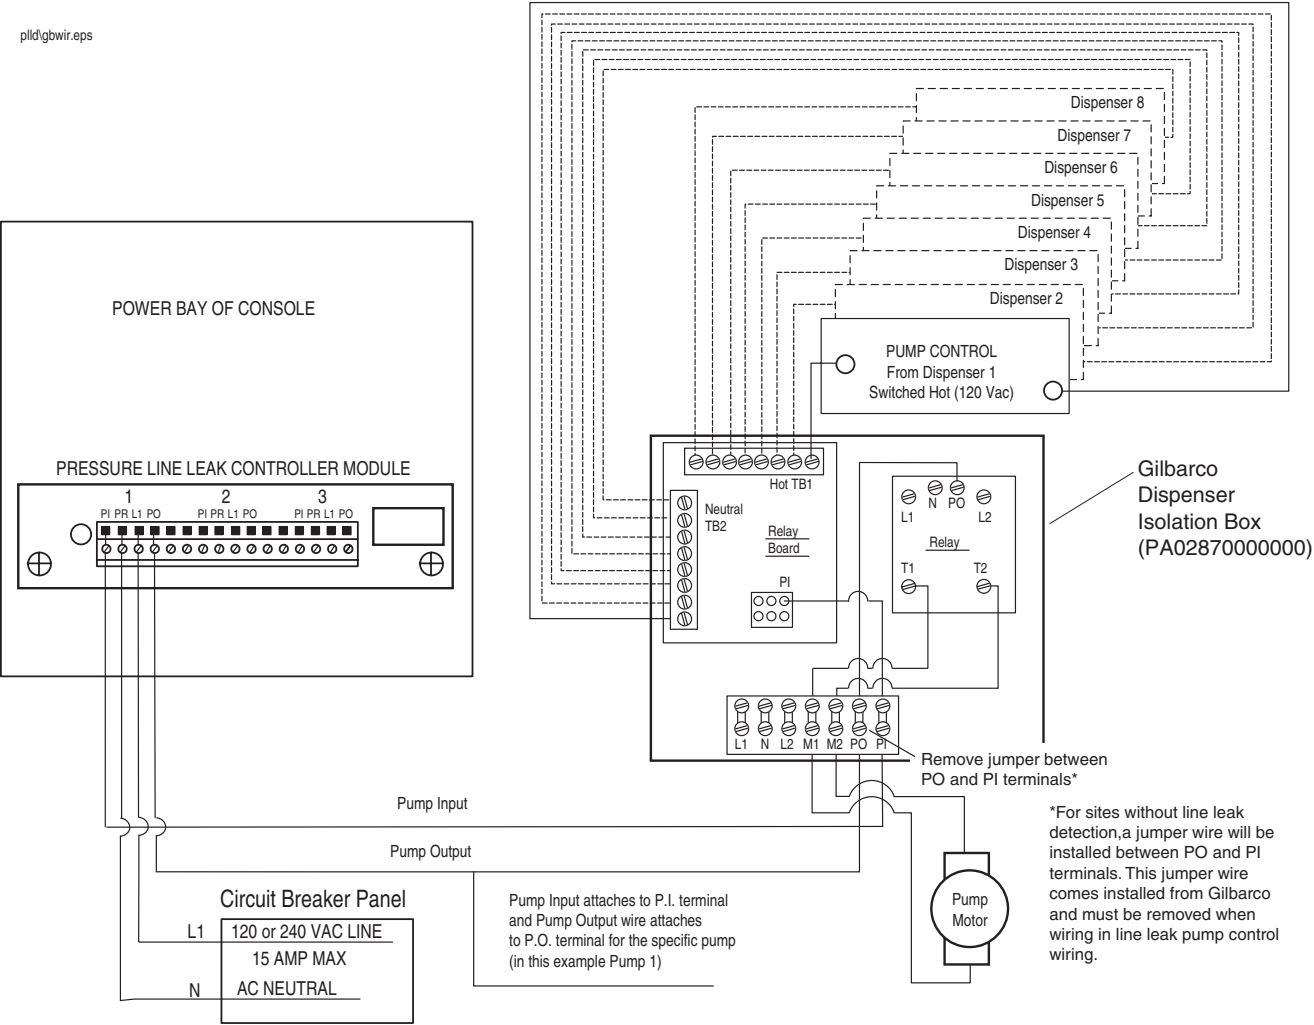 plld\gbwir.eps
Dispenser 8
Dispenser 7
Dispenser 6
Dispenser 5
Dispenser 4
Dispenser 3
Dispenser 2
PUMP CONTROL
From Dispenser 1
Switched Hot (120 Vac)
POWER BAY OF CONSOLE
PRESSURE LINE LEAK CONTROLLER MODULE
1 2 3
PI PR L1 PO PI PR L1 PO PI PR L1 PO
Hot TB1
Neutral
TB2
Relay
Board
PI
L1 N PO L2
Relay
T1 T2
Gilbarco
Dispenser
Isolation Box
(PA02870000000)
L1 N L2 M1 M2 PO PI
Remove jumper between
PO and PI terminals*
Pump Input
Pump Output
Circuit Breaker Panel
L1 120 or 240 VAC LINE
15 AMP MAX
N AC NEUTRAL
Pump Input attaches to P.I. terminal
and Pump Output wire attaches
to P.O. terminal for the specific pump
(in this example Pump 1)
Pump
Motor
*For sites without line leak
detection,a jumper wire will be
installed between PO and PI
terminals. This jumper wire
comes installed from Gilbarco
and must be removed when
wiring in line leak pump control
wiring.